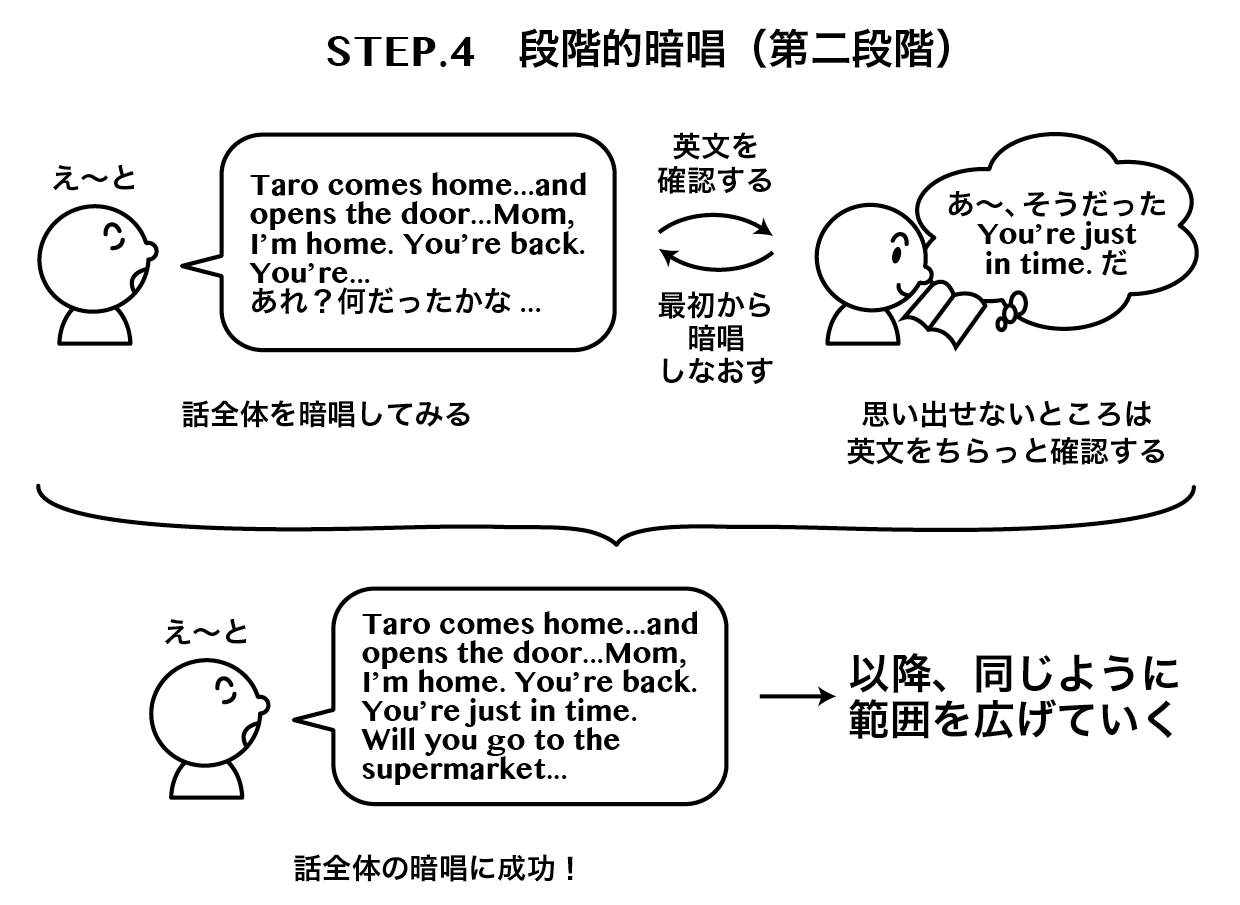 STEP.4　段階的暗唱（第二段階）
え～と
Taro comes home...and
opens the door...Mom,
I'm home. You're back.
You're...
あれ？何だったかな ...
話全体を暗唱してみる
英文を
確認する
最初から
暗唱
しなおす
あ～、そうだった
You're just
in time. だ
思い出せないところは
英文をちらっと確認する
え～と
Taro comes home...and
opens the door...Mom,
I'm home. You're back.
You're just in time.
Will you go to the
supermarket...
話全体の暗唱に成功！
以降、同じように
範囲を広げていく